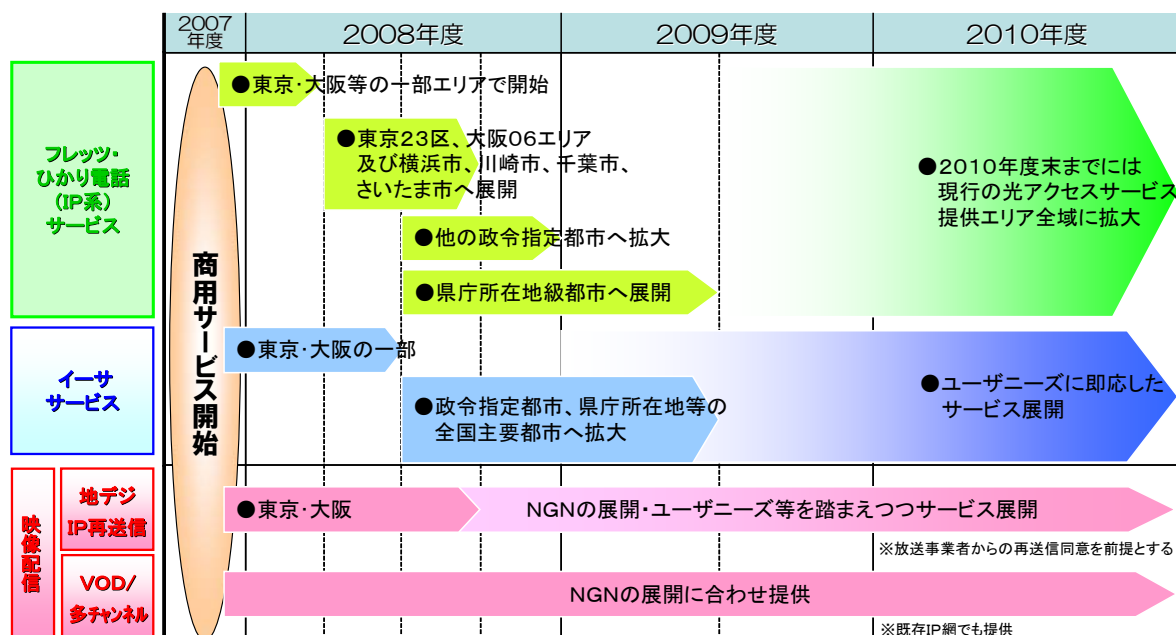 2007
年度
2008年度
2009年度
2010年度
フレッツ・
ひかり電話
(IP系)
サービス
商用サービス開始
●東京・大阪等の一部エリアで開始
●東京23区、大阪06エリア
及び横浜市、川崎市、千葉市、
さいたま市へ展開
●他の政令指定都市へ拡大
●県庁所在地級都市へ展開
●2010年度末までには
現行の光アクセスサービス
提供エリア全域に拡大
イーサ
サービス
●東京・大阪の一部
●政令指定都市、県庁所在地等の
全国主要都市へ拡大
●ユーザニーズに即応した
サービス展開
映像配信
地デジ
IP再送信
●東京・大阪
NGNの展開・ユーザニーズ等を踏まえつつサービス展開
※放送事業者からの再送信同意を前提とする
VOD/
多チャンネル
NGNの展開に合わせ提供
※既存IP網でも提供